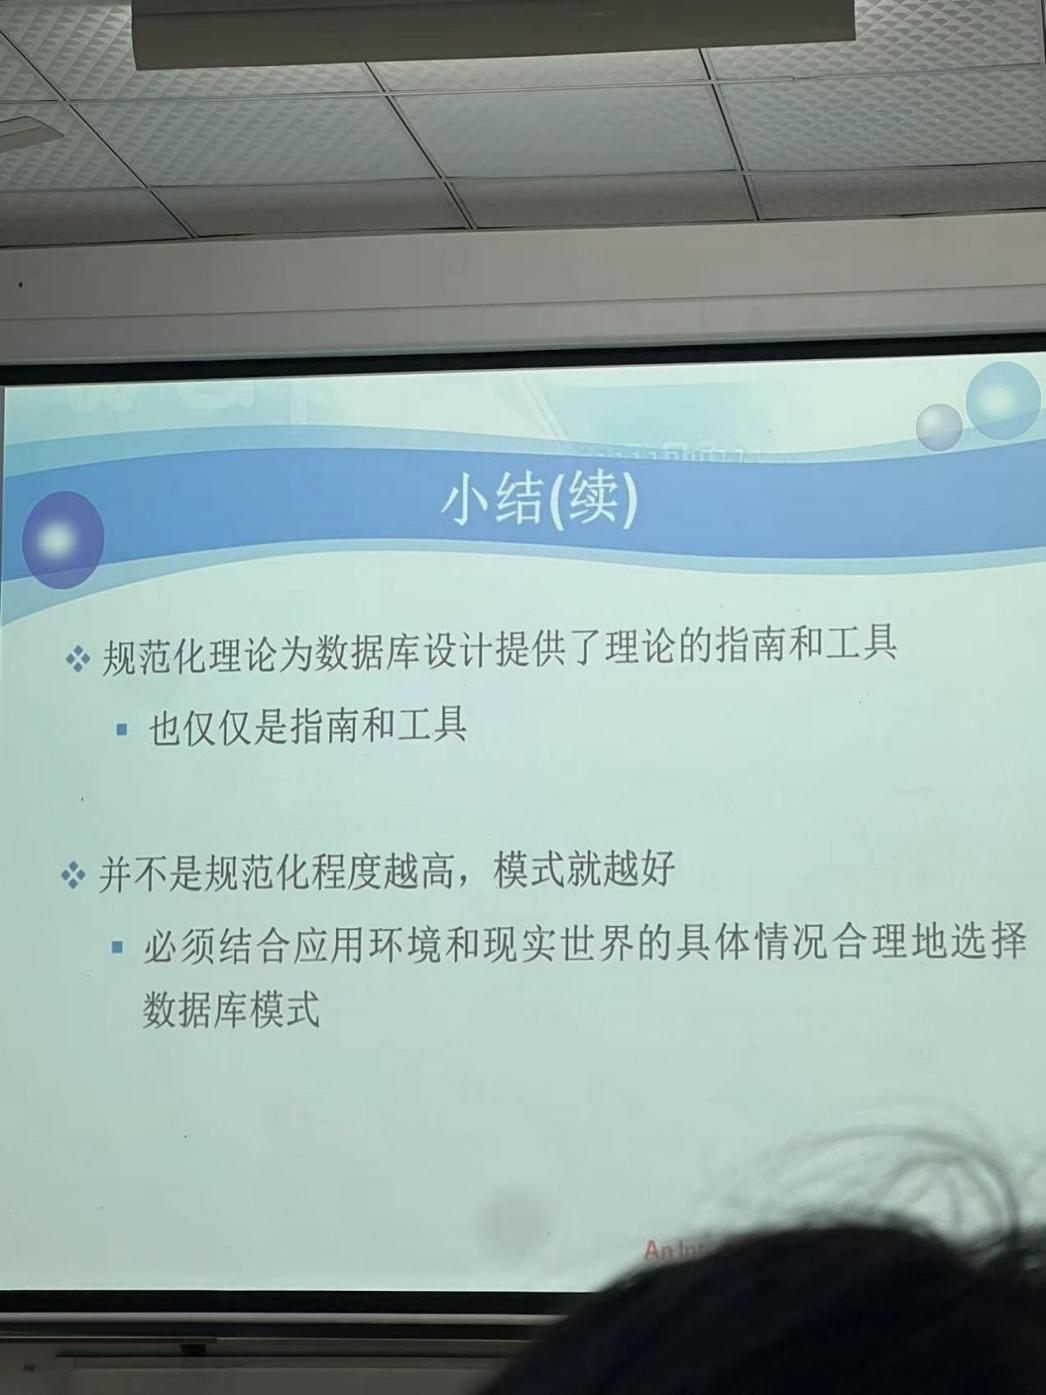 小结(续)
规范化理论为数据库设计提供了理论的指南和工具
也仅仅是指南和工具
并不是规范化程度越高，模式就越好
必须结合应用环境和现实世界的具体情况合理地选择
数据库模式
An